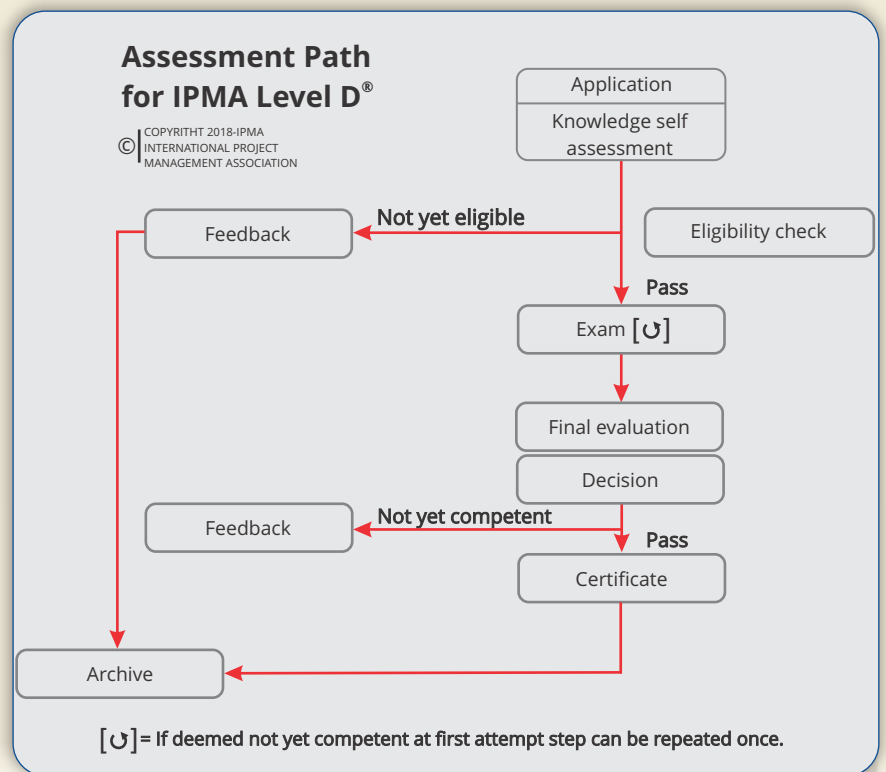 Assessment Path
for IPMA Level D®
© COPYRITHT 2018-IPMA
INTERNATIONAL PROJECT
MANAGEMENT ASSOCIATION
Application
Knowledge self
assessment
Not yet eligible
Feedback
Eligibility check
Pass
Exam [↺]
Final evaluation
Decision
Not yet competent
Feedback
Pass
Certificate
Archive
[↺]= If deemed not yet competent at first attempt step can be repeated once.